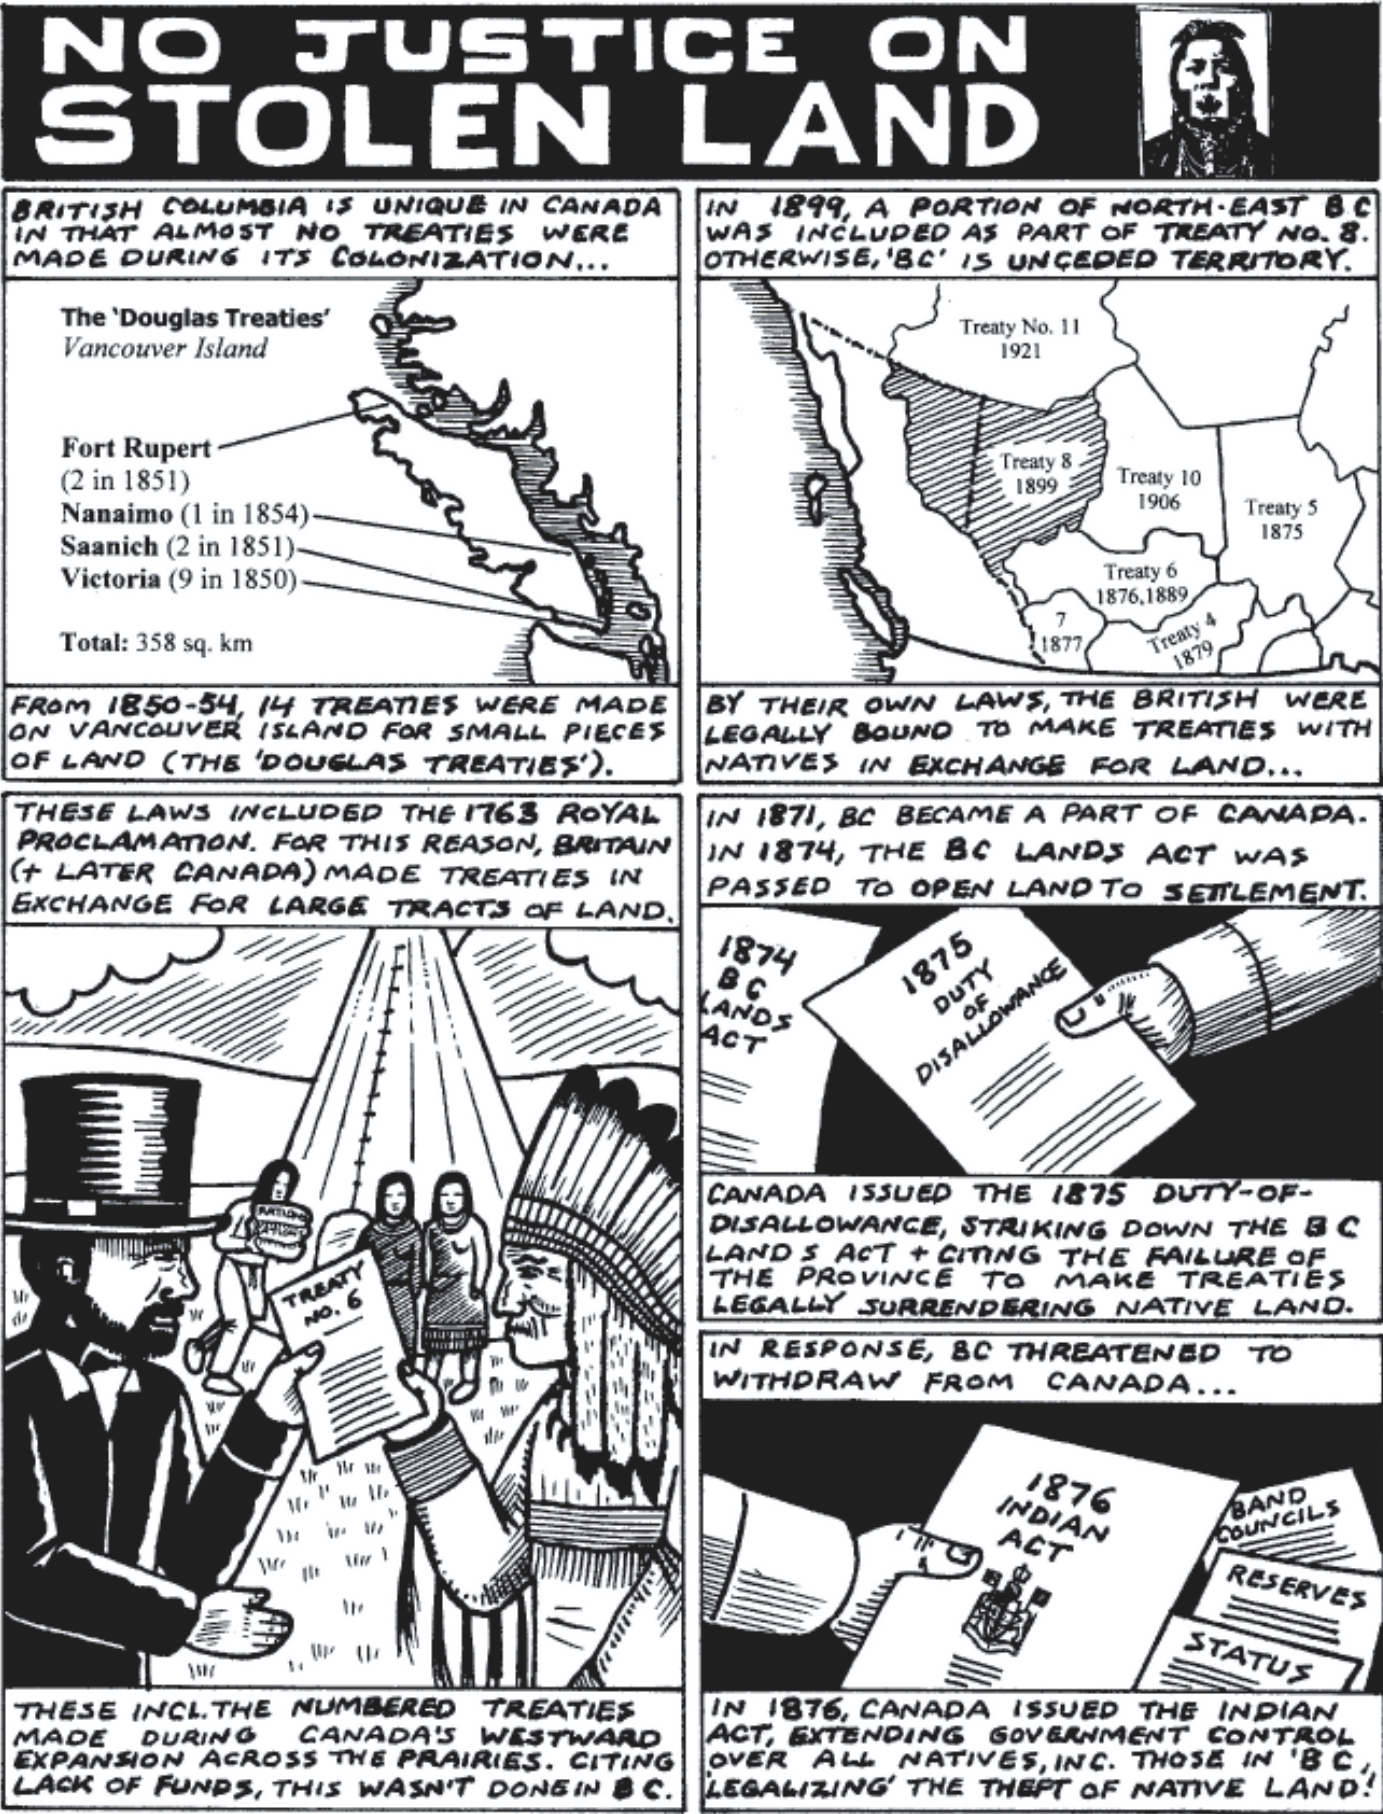 NO JUSTICE ON
STOLEN LAND
BRITISH COLUMBIA IS UNIQUE IN CANADA
IN THAT ALMOST NO TREATIES WERE
MADE DURING ITS COLONIZATION...
The 'Douglas Treaties'
Vancouver Island
Fort Rupert
(2 in 1851)
Nanaimo (1 in 1854)
Saanich (2 in 1851)
Victoria (9 in 1850)
Total: 358 sq. km
FROM 1850-54, 14 TREATIES WERE MADE
ON VANCOUVER ISLAND FOR SMALL PIECES
OF LAND (THE 'DOUGLAS TREATIES').
IN 1899, A PORTION OF NORTH-EAST BC
WAS INCLUDED AS PART OF TREATY NO. 8.
OTHERWISE, 'BC' IS UNCEDED TERRITORY.
Treaty No. 11
1921
Treaty 8
1899
Treaty 10
1906
Treaty 5
1875
Treaty 6
1876,1889
7
1877
Treaty 4
1879
BY THEIR OWN LAWS, THE BRITISH WERE
LEGALLY BOUND TO MAKE TREATIES WITH
NATIVES IN EXCHANGE FOR LAND...
THESE LAWS INCLUDED THE 1763 ROYAL
PROCLAMATION. FOR THIS REASON, BRITAIN
(+ LATER CANADA) MADE TREATIES IN
EXCHANGE FOR LARGE TRACTS OF LAND.
TREATY
NO. 6
THESE INCL. THE NUMBERED TREATIES
MADE DURING CANADA'S WESTWARD
EXPANSION ACROSS THE PRAIRIES. CITING
LACK OF FUNDS, THIS WASN'T DONE IN BC.
IN 1871, BC BECAME A PART OF CANADA.
IN 1874, THE BC LANDS ACT WAS
PASSED TO OPEN LAND TO SETTLEMENT.
1874
BC
LANDS
ACT
1875
DUTY
OF
DISALLOWANCE
CANADA ISSUED THE 1875 DUTY-OF-
DISALLOWANCE, STRIKING DOWN THE BC
LANDS ACT + CITING THE FAILURE OF
THE PROVINCE TO MAKE TREATIES
LEGALLY SURRENDERING NATIVE LAND.
IN RESPONSE, BC THREATENED TO
WITHDRAW FROM CANADA...
1876
INDIAN
ACT
BAND
COUNCILS
RESERVES
STATUS
IN 1876, CANADA ISSUED THE INDIAN
ACT, EXTENDING GOVERNMENT CONTROL
OVER ALL NATIVES, INC. THOSE IN 'BC,
'LEGALIZING' THE THEFT OF NATIVE LAND!